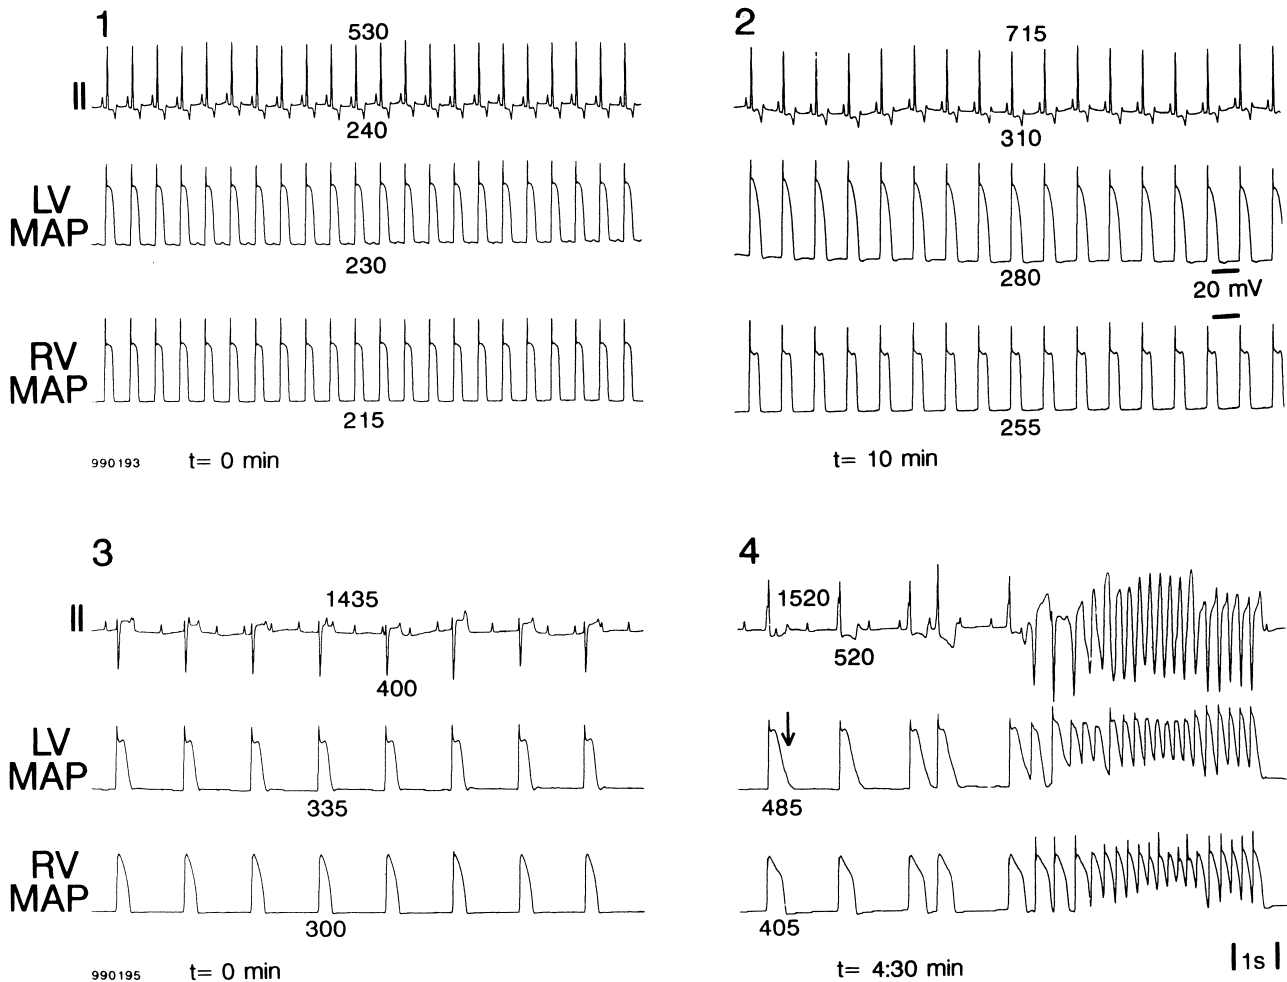 1
530
II
240
LV
MAP
230
RV
MAP
215
990193 t= 0 min
2
715
310
280
20 mV
255
t= 10 min
3
1435
II
400
LV
MAP
335
RV
MAP
300
990195 t= 0 min
4
1520
520
485
405
1s
t= 4:30 min